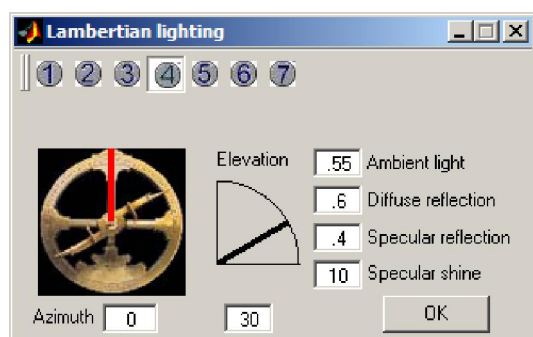 Lambertian lighting
1 2 3 4 5 6 7
Elevation .55 Ambient light
.6 Diffuse reflection
.4 Specular reflection
10 Specular shine
Azimuth 0 30 OK